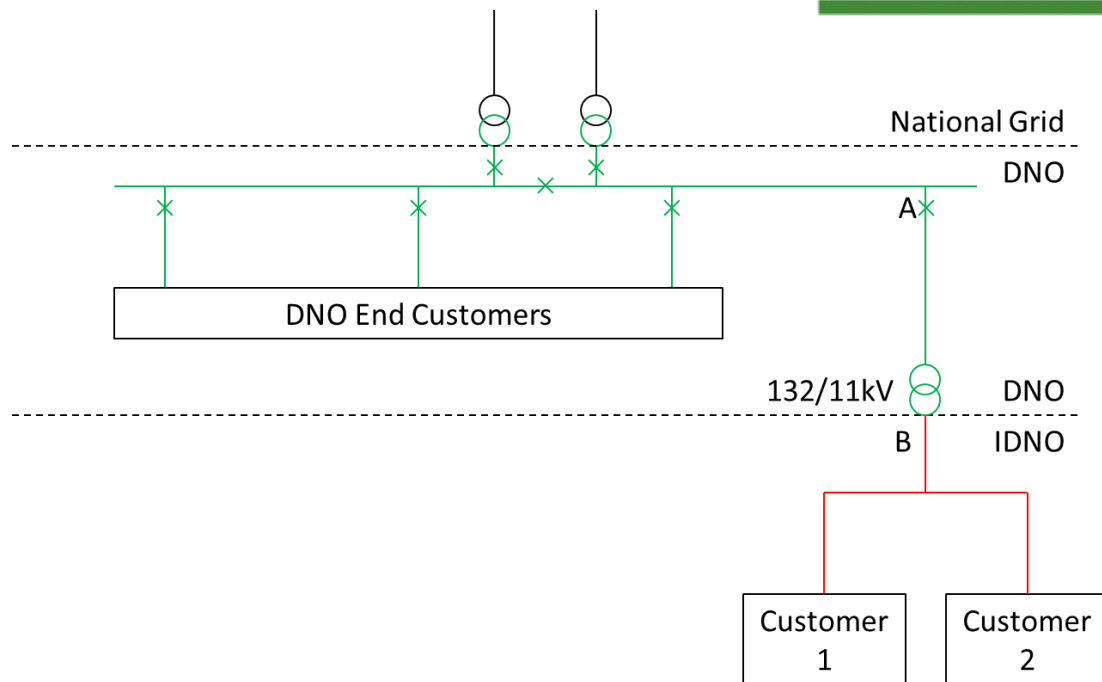 National Grid
DNO
A
DNO End Customers
132/11kV
DNO
B
IDNO
Customer
1
Customer
2